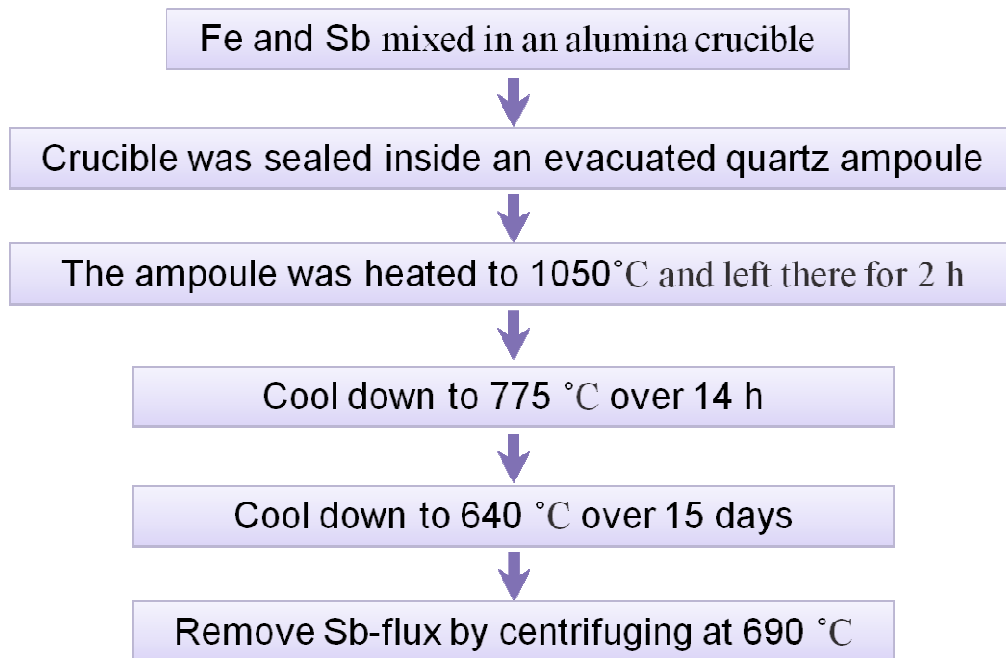 Fe and Sb mixed in an alumina crucible
Crucible was sealed inside an evacuated quartz ampoule
The ampoule was heated to 1050˚C and left there for 2 h
Cool down to 775 ˚C over 14 h
Cool down to 640 ˚C over 15 days
Remove Sb-flux by centrifuging at 690 ˚C